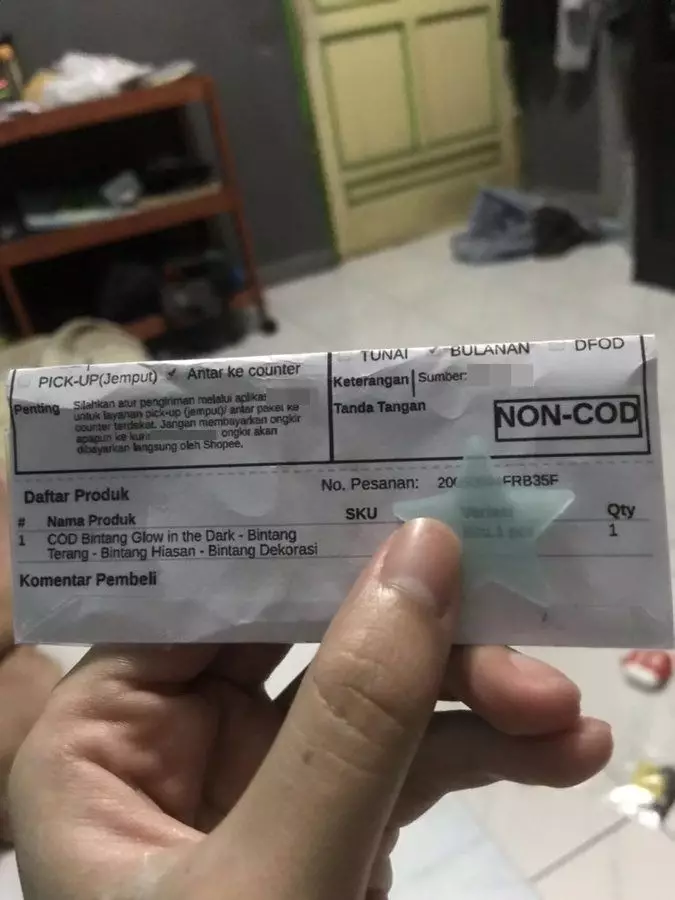 PICK-UP(Jemput) ✓ Antar ke counter
TUNAI ✓ BULANAN DFOD
Penting
Silahkan atur pengiriman melalui aplikasi
untuk layanan pick-up (jemput)/ antar paket ke
counter terdekat. Jangan membayarkan ongkir
apapun ke ongkir akan
dibayarkan langsung oleh Shopee.
Keterangan Sumber:
Tanda Tangan
NON-COD
Daftar Produk
No. Pesanan: 20 FRB35F
# Nama Produk SKU Variasi Qty
1 COD Bintang Glow in the Dark - Bintang 1
Terang - Bintang Hiasan - Bintang Dekorasi
Komentar Pembeli